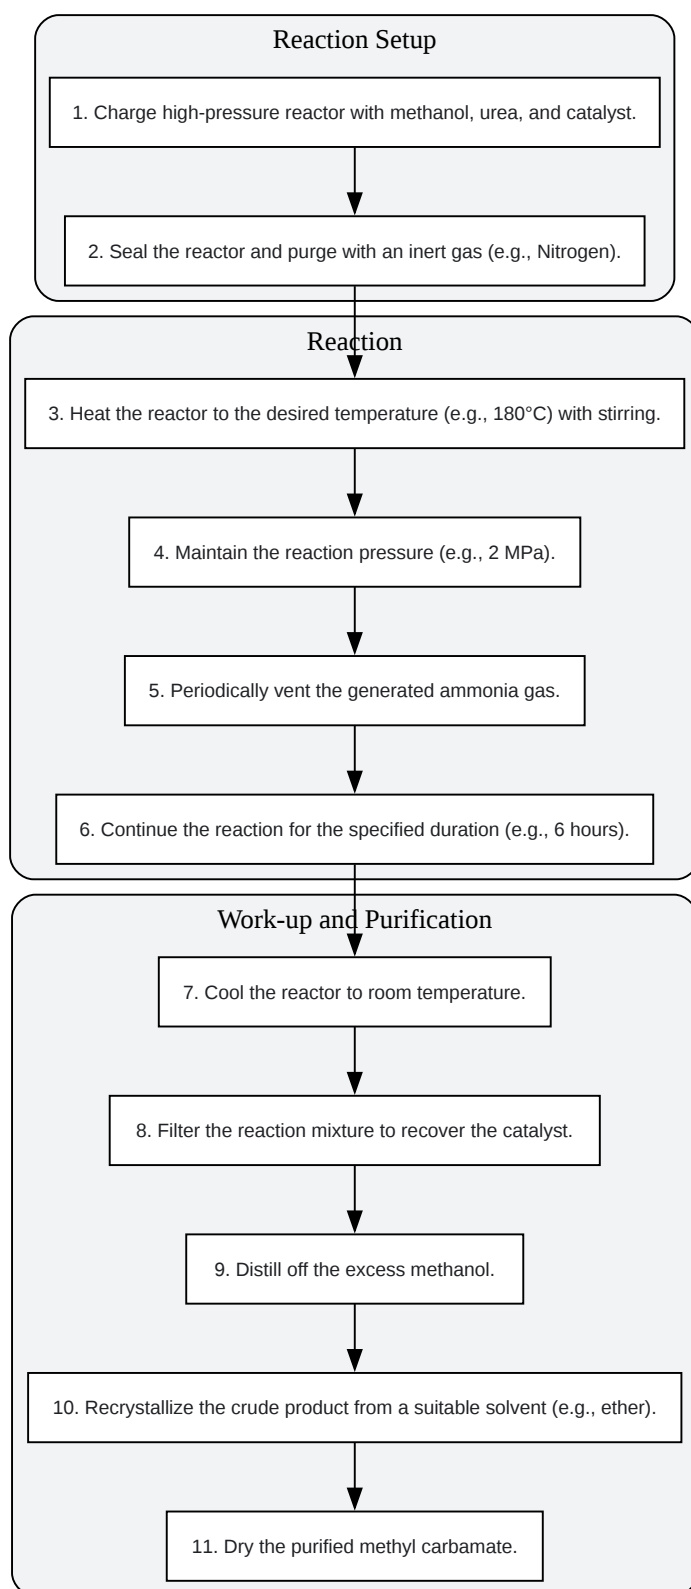 Reaction Setup
1. Charge high-pressure reactor with methanol, urea, and catalyst.
2. Seal the reactor and purge with an inert gas (e.g., Nitrogen).
Reaction
3. Heat the reactor to the desired temperature (e.g., 180°C) with stirring.
4. Maintain the reaction pressure (e.g., 2 MPa).
5. Periodically vent the generated ammonia gas.
6. Continue the reaction for the specified duration (e.g., 6 hours).
Work-up and Purification
7. Cool the reactor to room temperature.
8. Filter the reaction mixture to recover the catalyst.
9. Distill off the excess methanol.
10. Recrystallize the crude product from a suitable solvent (e.g., ether).
11. Dry the purified methyl carbamate.